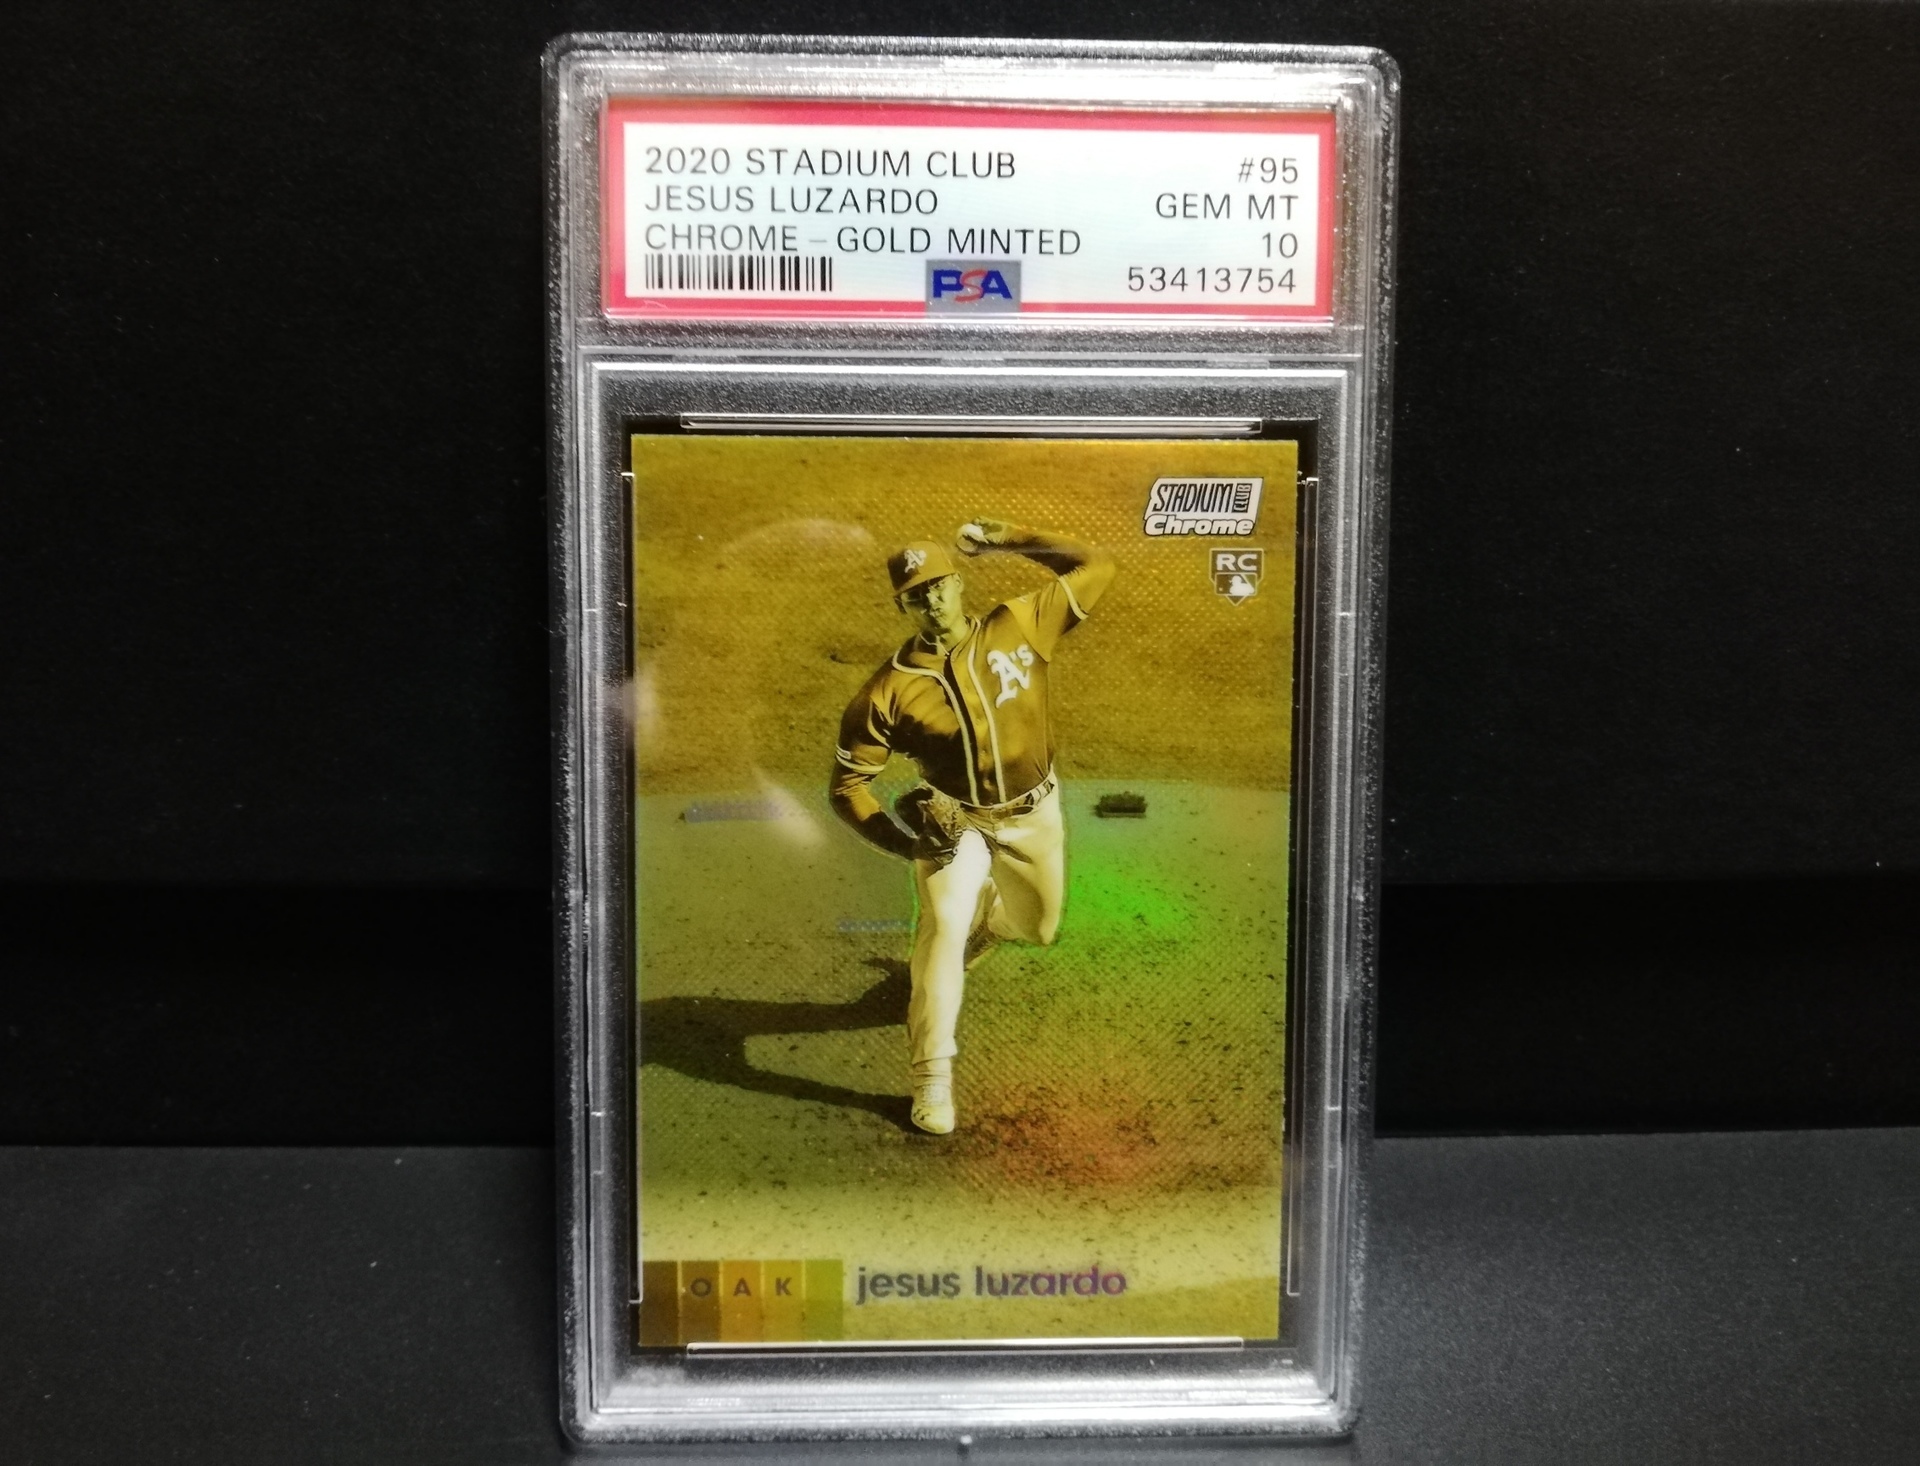 2020 STADIUM CLUB #95
JESUS LUZARDO GEM MT
CHROME - GOLD MINTED 10
PSA 53413754
STADIUM CLUB
Chrome
RC
A's
A's
OAK jesus luzardo